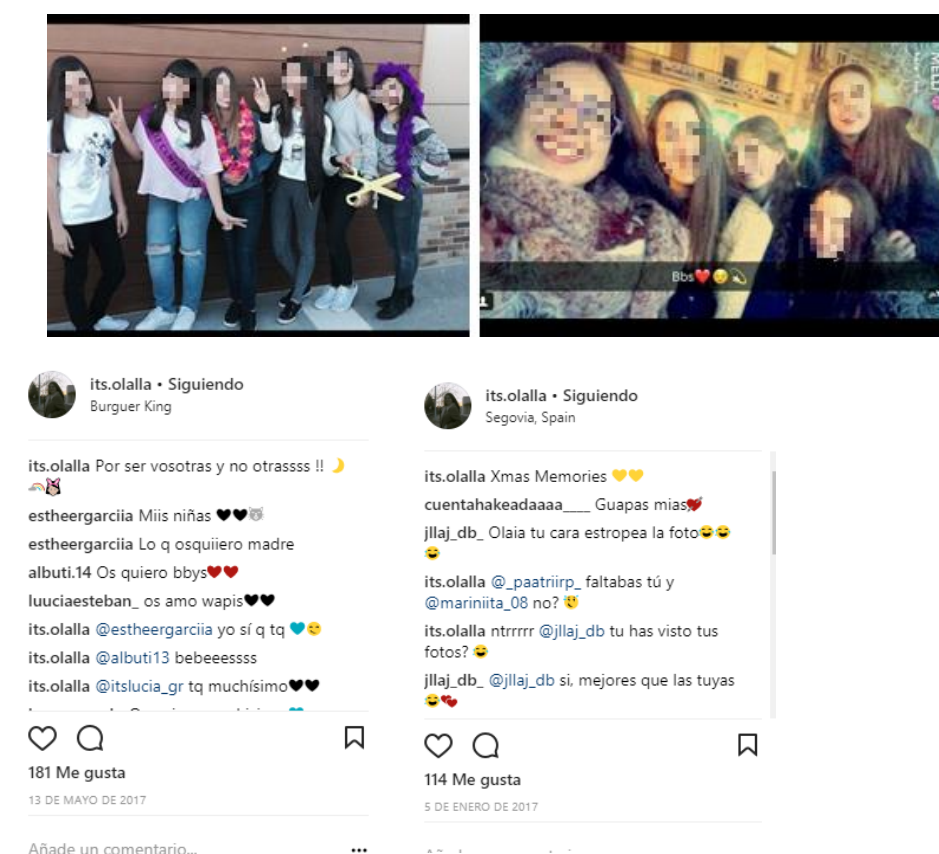 Bbs❤️😢💫
its.olalla • Siguiendo
Burguer King
its.olalla Por ser vosotras y no otrassss !! 🌙
estheergarciia Miis niñas 🖤🖤🐺
estheergarciia Lo q osquiiero madre
albuti.14 Os quiero bbys❤️❤️
luuciaesteban_ os amo wapis🖤🖤
its.olalla @estheergarciia yo sí q tq 💙😉
its.olalla @albuti13 bebeeessss
its.olalla @itslucia_gr tq muchísimo🖤🖤
181 Me gusta
13 DE MAYO DE 2017
Añade un comentario...
its.olalla • Siguiendo
Segovia, Spain
its.olalla Xmas Memories 💛💛
cuentahakeadaaaa____ Guapas mias💘
jllaj_db_ Olaia tu cara estropea la foto😂😂
😂
its.olalla @_paatriirp_ faltabas tú y
@mariniita_08 no? 😇
its.olalla ntrrrrr @jllaj_db tu has visto tus
fotos? 😂
jllaj_db_ @jllaj_db si, mejores que las tuyas
😂💕
114 Me gusta
5 DE ENERO DE 2017